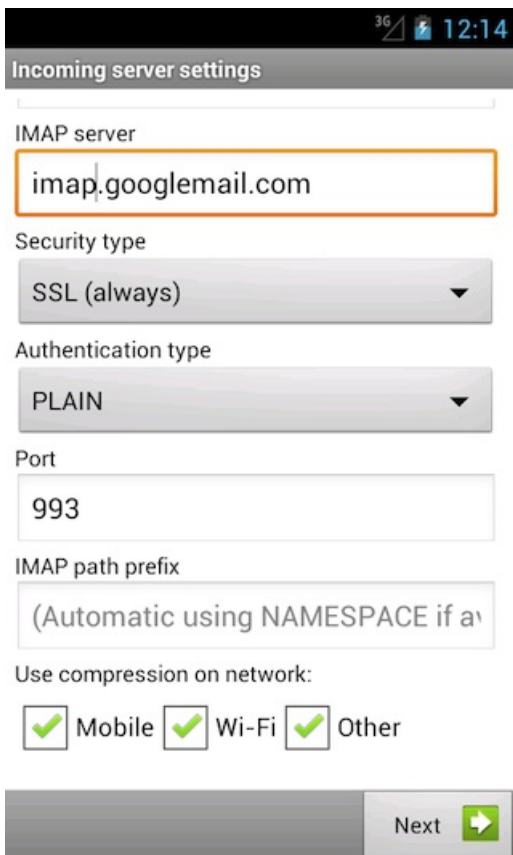 3G 12:14
Incoming server settings
IMAP server
imap.googlemail.com
Security type
SSL (always)
Authentication type
PLAIN
Port
993
IMAP path prefix
(Automatic using NAMESPACE if av
Use compression on network:
Mobile Wi-Fi Other
Next